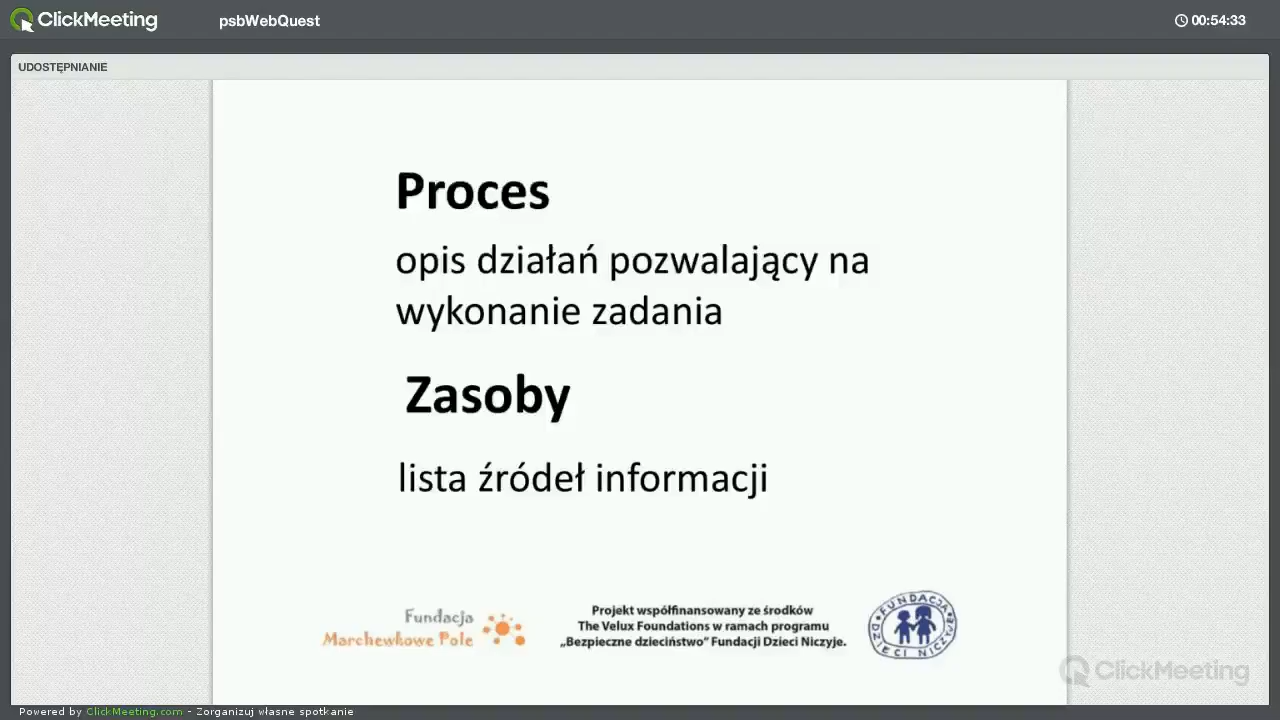 ClickMeeting
psbWebQuest
00:54:33
UDOSTĘPNIANIE
Proces
opis działań pozwalający na
wykonanie zadania
Zasoby
lista źródeł informacji
Fundacja
Marchewkowe Pole
Projekt współfinansowany ze środków
The Velux Foundations w ramach programu
„Bezpieczne dzieciństwo” Fundacji Dzieci Niczyje.
FUNDACJA
DZIECI NICZYJE
ClickMeeting
Powered by ClickMeeting.com - Zorganizuj własne spotkanie